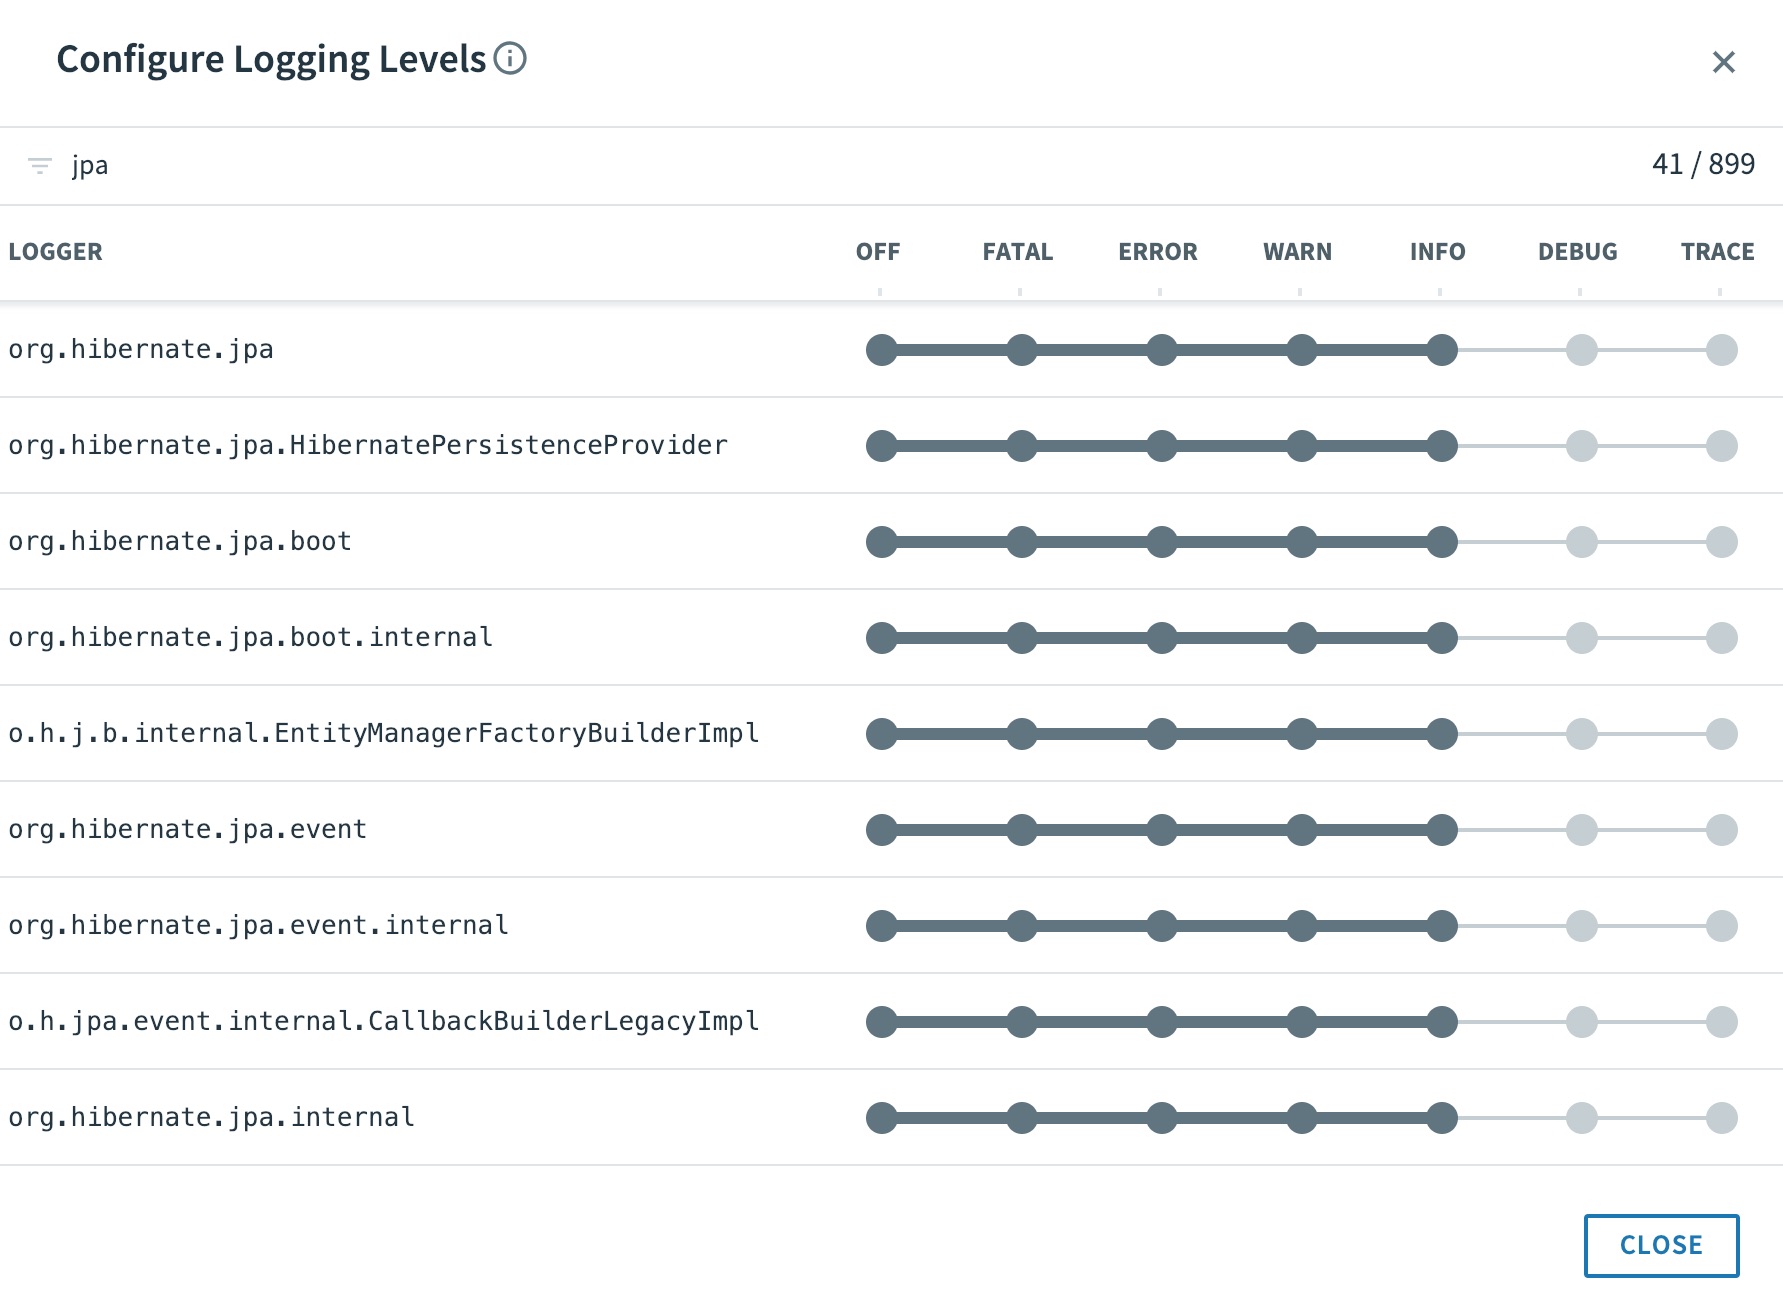 Configure Logging Levels
jpa
41 / 899
LOGGER OFF FATAL ERROR WARN INFO DEBUG TRACE
org.hibernate.jpa
org.hibernate.jpa.HibernatePersistenceProvider
org.hibernate.jpa.boot
org.hibernate.jpa.boot.internal
o.h.j.b.internal.EntityManagerFactoryBuilderImpl
org.hibernate.jpa.event
org.hibernate.jpa.event.internal
o.h.jpa.event.internal.CallbackBuilderLegacyImpl
org.hibernate.jpa.internal
CLOSE